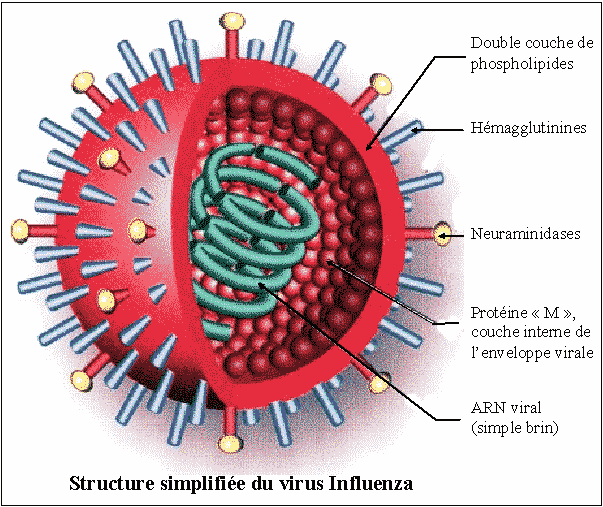 Double couche de
phospholipides
Hémagglutinines
Neuraminidases
Protéine « M »,
couche interne de
l'enveloppe virale
ARN viral
(simple brin)
Structure simplifiée du virus Influenza